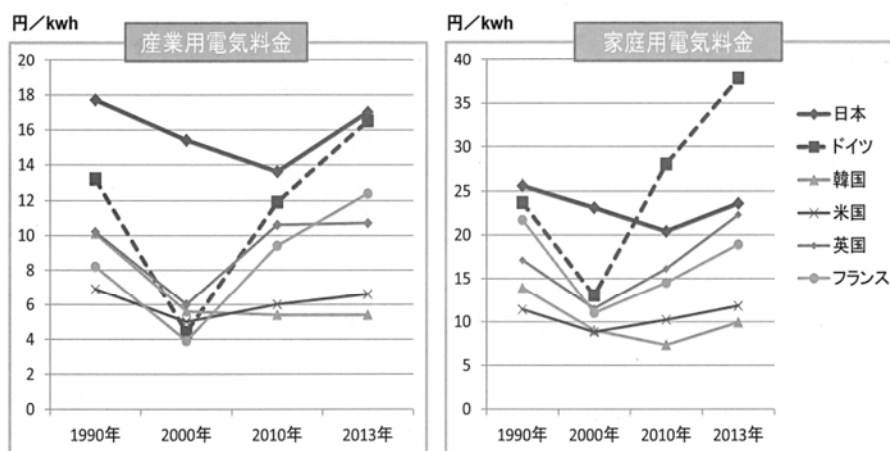 円／kwh
産業用電気料金
20
18
16
14
12
10
8
6
4
2
0
1990年 2000年 2010年 2013年
円／kwh
家庭用電気料金
40
35
30
25
20
15
10
5
0
1990年 2000年 2010年 2013年
日本
ドイツ
韓国
米国
英国
フランス